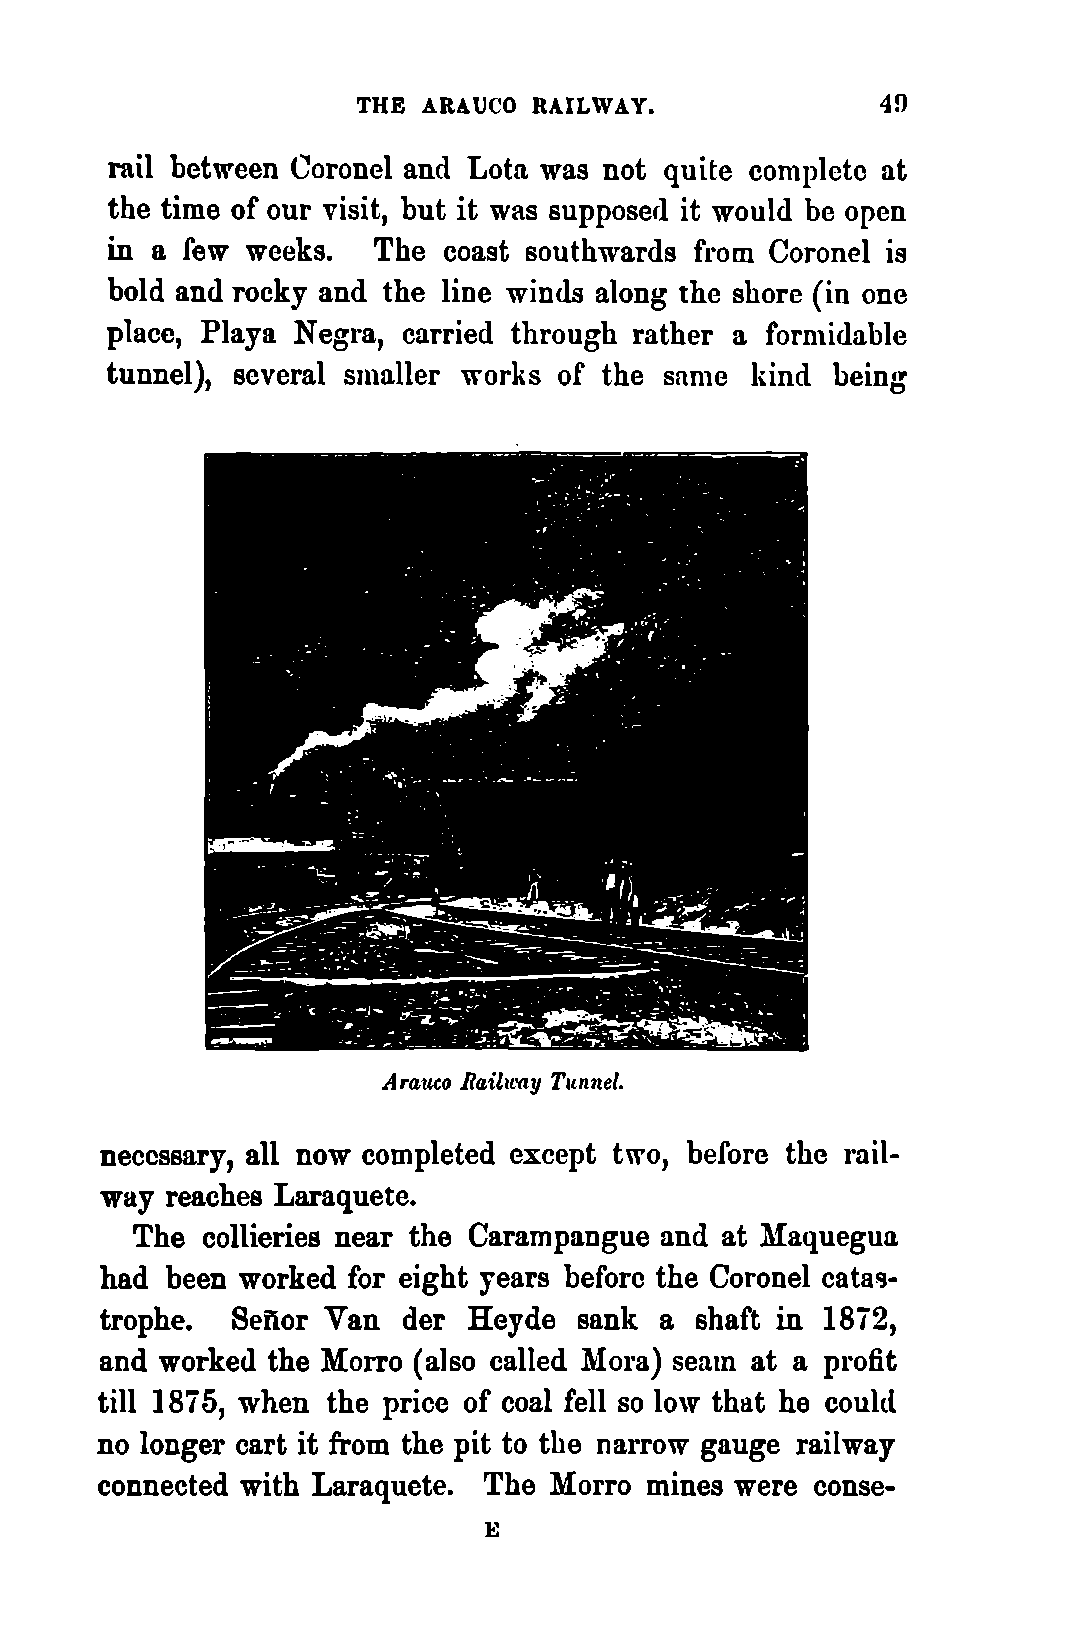 THE ARAUCO RAILWAY. 49
rail between Coronel and Lota was not quite complete at
the time of our visit, but it was supposed it would be open
in a few weeks. The coast southwards from Coronel is
bold and rocky and the line winds along the shore (in one
place, Playa Negra, carried through rather a formidable
tunnel), several smaller works of the same kind being
Arauco Railway Tunnel.
necessary, all now completed except two, before the rail-
way reaches Laraquete.
The collieries near the Carampangue and at Maquegua
had been worked for eight years before the Coronel catas-
trophe. Señor Van der Heyde sank a shaft in 1872,
and worked the Morro (also called Mora) seam at a profit
till 1875, when the price of coal fell so low that he could
no longer cart it from the pit to the narrow gauge railway
connected with Laraquete. The Morro mines were conse-
E